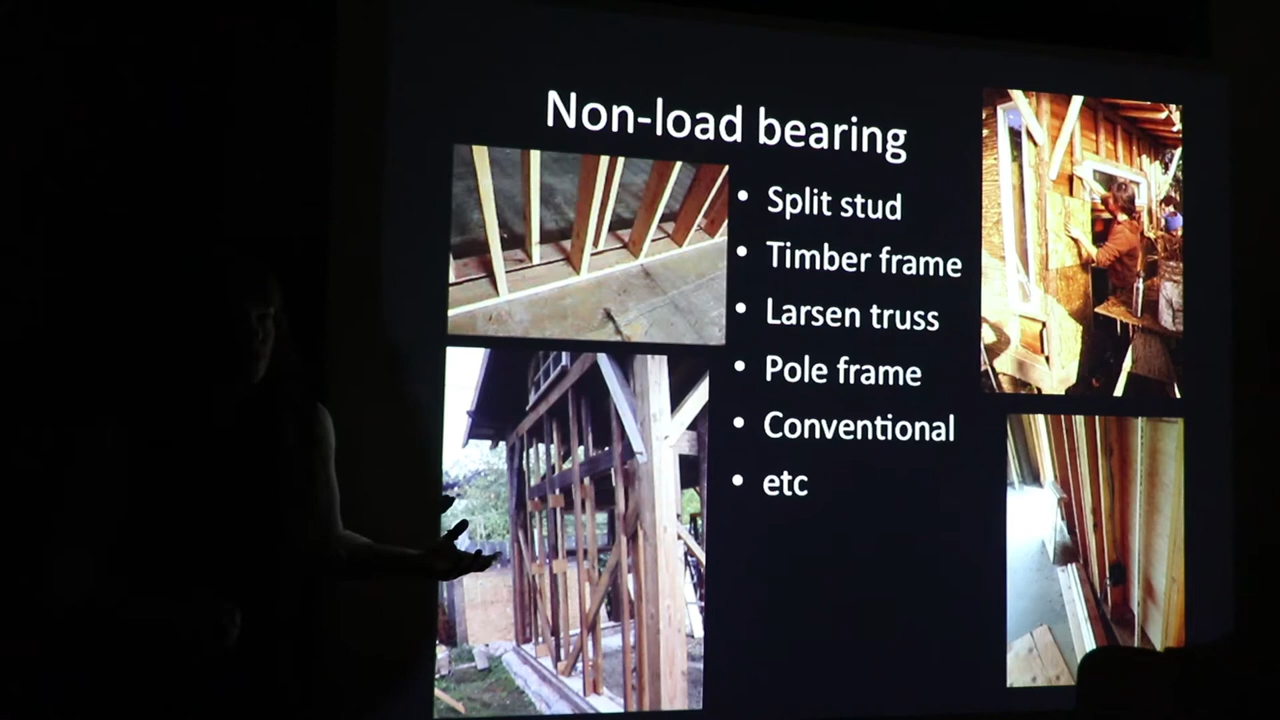 Non-load bearing
• Split stud
• Timber frame
• Larsen truss
• Pole frame
• Conventional
• etc